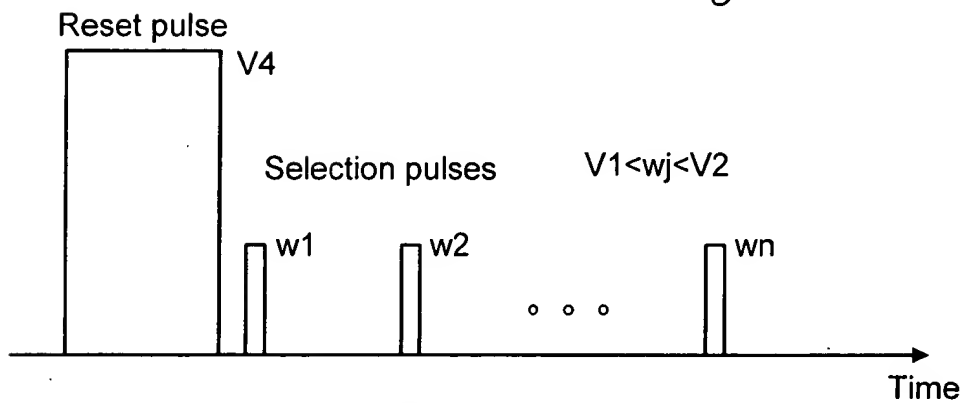 Reset pulse
V4
Selection pulses
V1<wj<V2
w1
w2
wn
Time